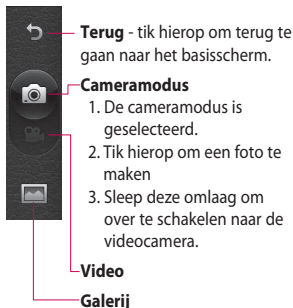 Terug - tik hierop om terug te
gaan naar het basisscherm.
Cameramodus
1. De cameramodus is
geselecteerd.
2. Tik hierop om een foto te
maken
3. Sleep deze omlaag om
over te schakelen naar de
videocamera.
Video
Galerij